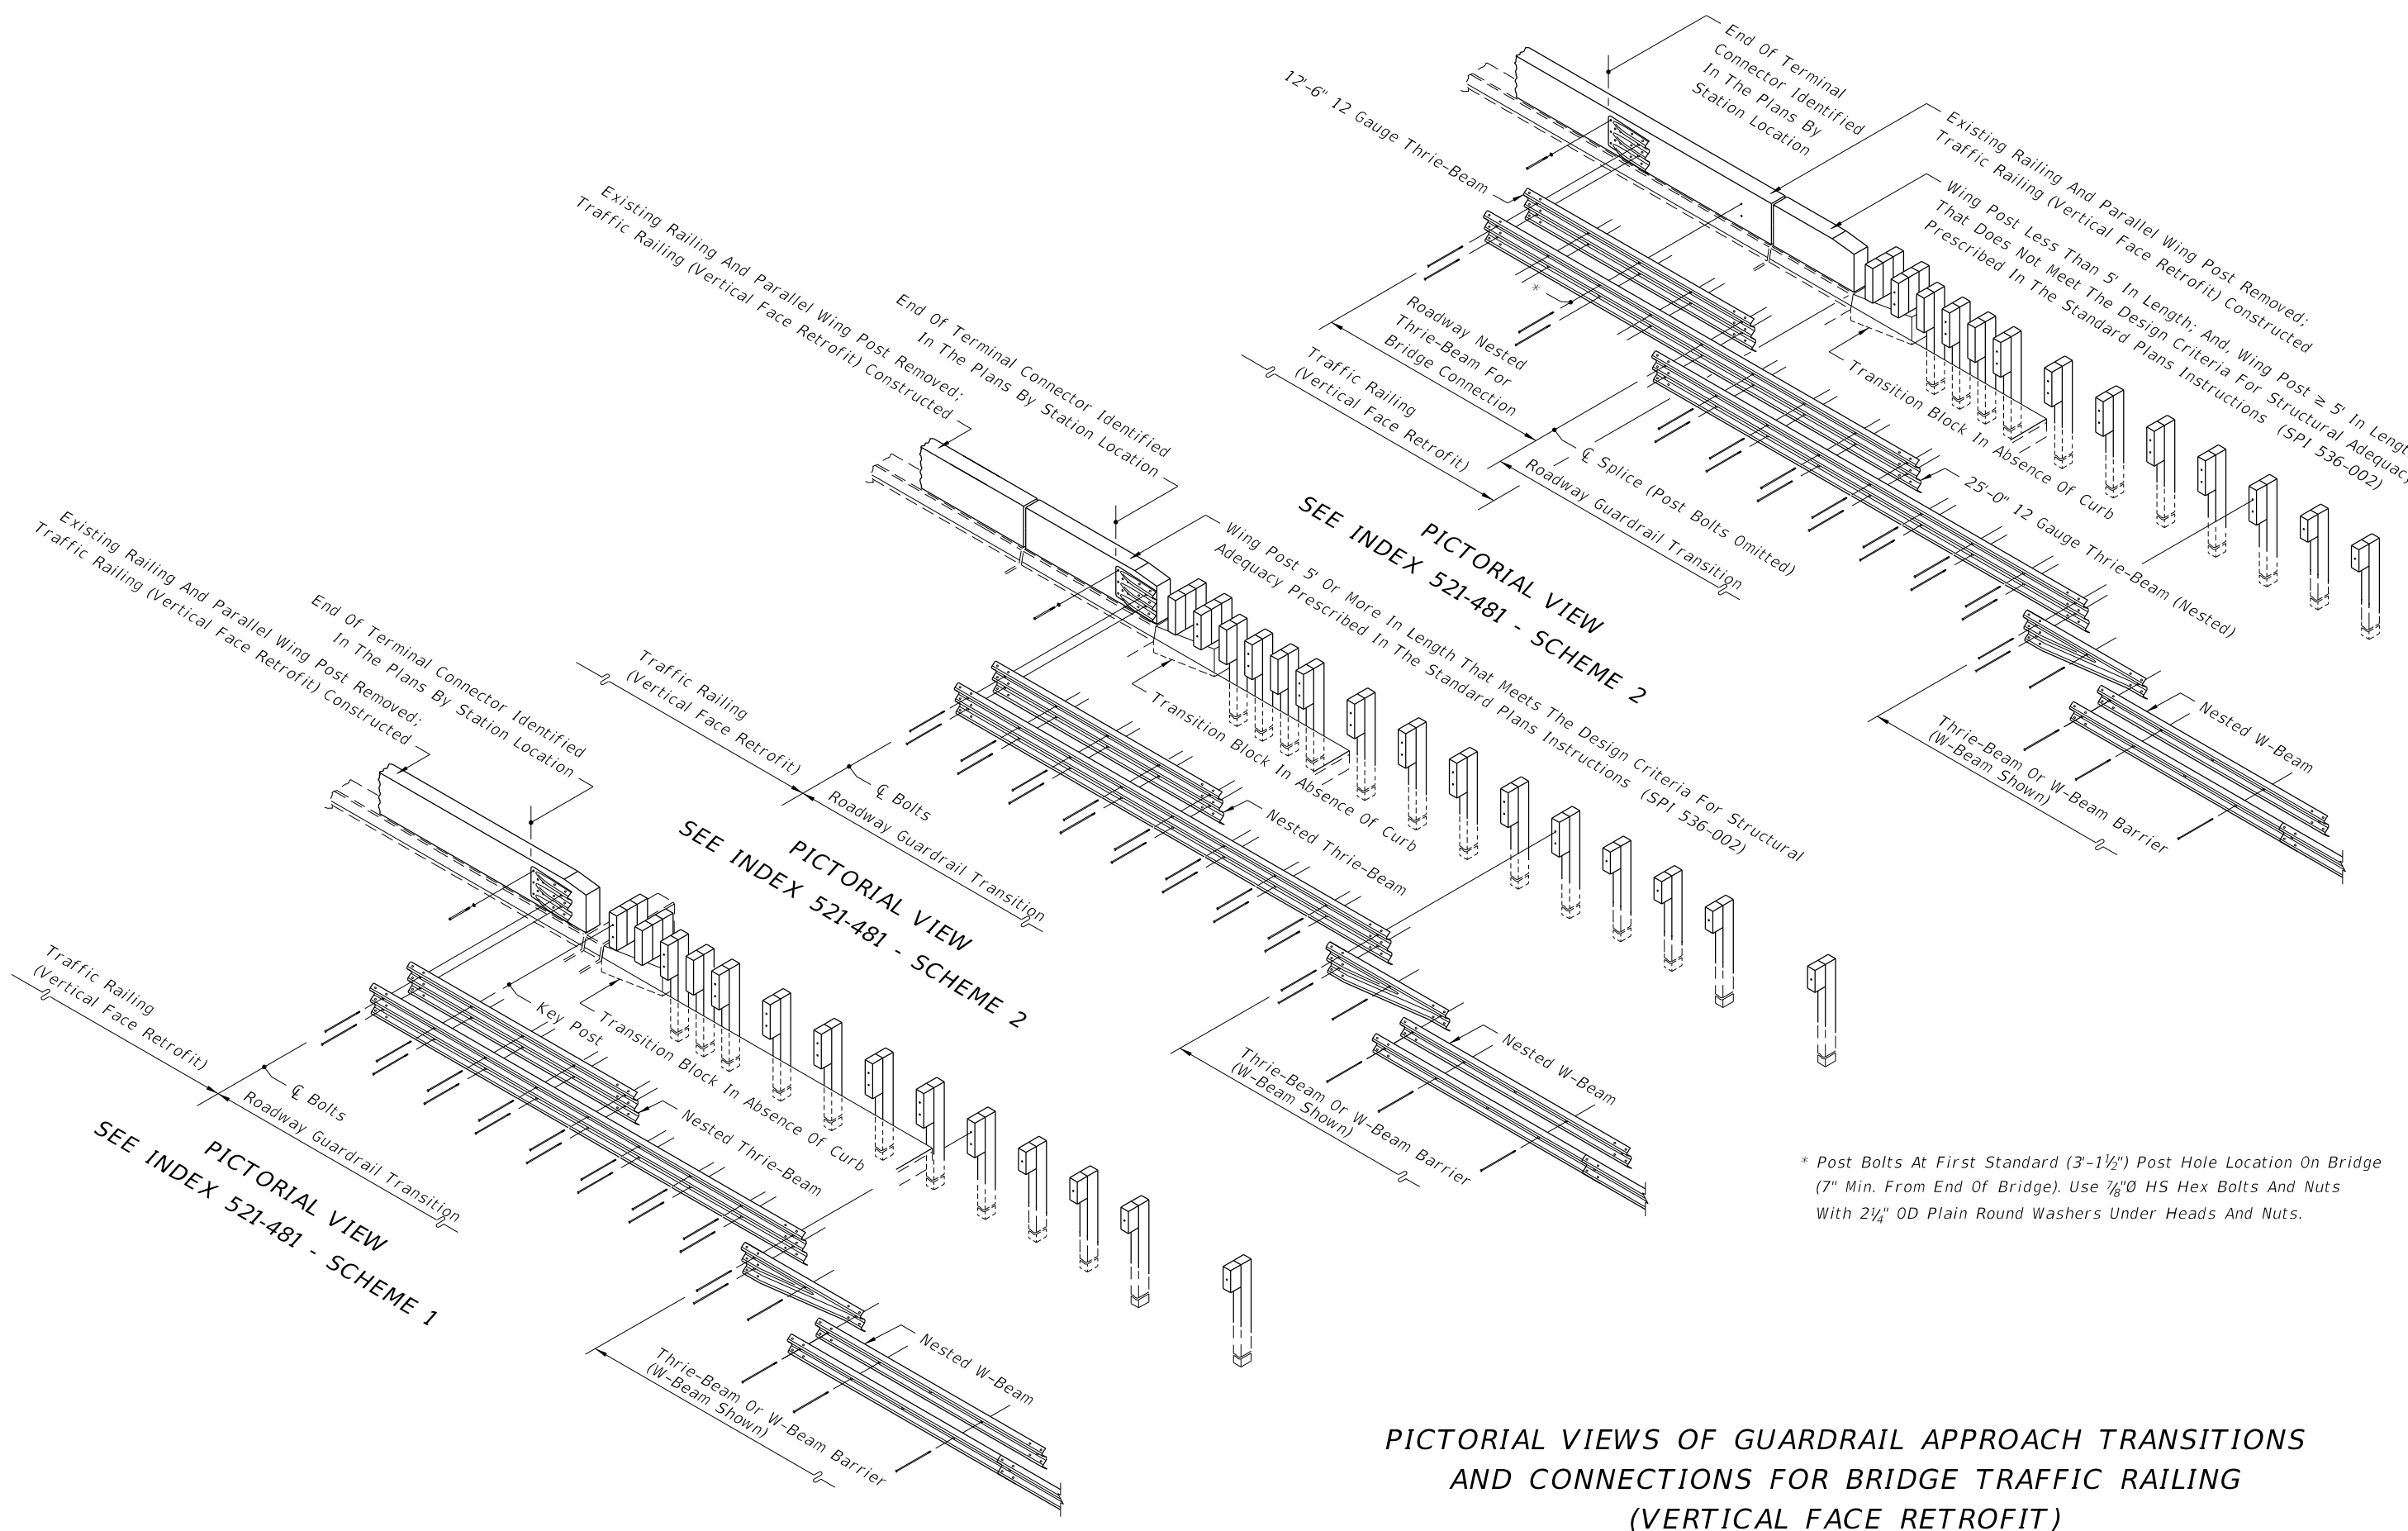 End Of Terminal
Connector Identified
In The Plans By
Station Location
Existing Railing And Parallel Wing Post Removed;
Traffic Railing (Vertical Face Retrofit) Constructed
Wing Post Less Than 5' In Length; And, Wing Post ≥ 5' In
That Does Not Meet The Design Criteria For Structural
Prescribed In The Standard Plans Instructions (SPI 536-002)
12'-6" 12 Gauge Thrie-Beam
*
Roadway Nested
Thrie-Beam For
Bridge Connection
Traffic Railing
(Vertical Face Retrofit)
Transition Block In Absence Of Curb
℄ Splice (Post Bolts Omitted)
Roadway Guardrail Transition
25'-0" 12 Gauge Thrie-Beam (Nested)
Nested W-Beam
Thrie-Beam Or W-Beam Barrier
(W-Beam Shown)
PICTORIAL VIEW
SEE INDEX 521-481 - SCHEME 2
Existing Railing And Parallel Wing Post Removed;
Traffic Railing (Vertical Face Retrofit) Constructed
End Of Terminal Connector Identified
In The Plans By Station Location
Wing Post 5' Or More In Length That Meets The Design Criteria For Structural
Adequacy Prescribed In The Standard Plans Instructions (SPI 536-002)
Traffic Railing
(Vertical Face Retrofit)
℄ Bolts
Roadway Guardrail Transition
Transition Block In Absence Of Curb
Nested Thrie-Beam
Nested W-Beam
Thrie-Beam Or W-Beam Barrier
(W-Beam Shown)
PICTORIAL VIEW
SEE INDEX 521-481 - SCHEME 2
Existing Railing And Parallel Wing Post Removed;
Traffic Railing (Vertical Face Retrofit) Constructed
End Of Terminal Connector Identified
In The Plans By Station Location
Traffic Railing
(Vertical Face Retrofit)
℄ Bolts
Roadway Guardrail Transition
Key Post
Transition Block In Absence Of Curb
Nested Thrie-Beam
Nested W-Beam
Thrie-Beam Or W-Beam Barrier
(W-Beam Shown)
PICTORIAL VIEW
SEE INDEX 521-481 - SCHEME 1
* Post Bolts At First Standard (3'-1½") Post Hole Location On Bridge
(7" Min. From End Of Bridge). Use ⅞"Ø HS Hex Bolts And Nuts
With 2¼" OD Plain Round Washers Under Heads And Nuts.
PICTORIAL VIEWS OF GUARDRAIL APPROACH TRANSITIONS
AND CONNECTIONS FOR BRIDGE TRAFFIC RAILING
(VERTICAL FACE RETROFIT)